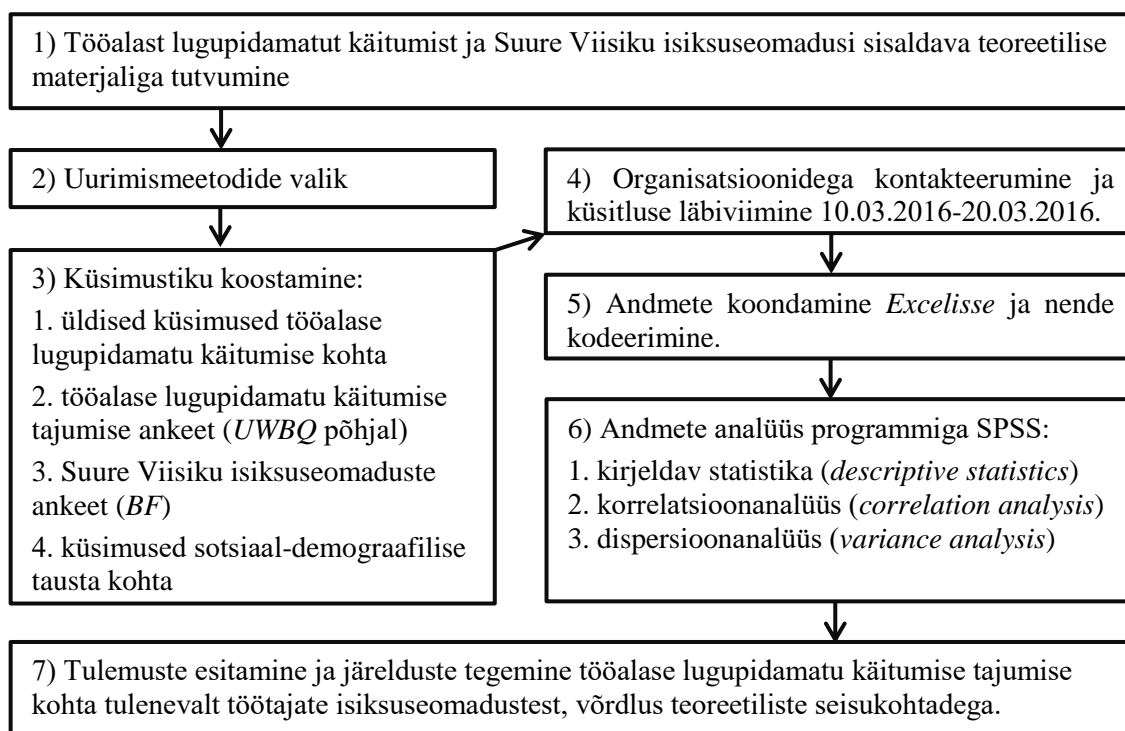 1) Tööalast lugupidamatut käitumist ja Suure Viisiku isiksuseomadusi sisaldava teoreetilise
materjaliga tutvumine
2) Uurimismeetodide valik
3) Küsimustiku koostamine:
1. üldised küsimused tööalase
lugupidamatu käitumise kohta
2. tööalase lugupidamatu käitumise
tajumise ankeet (UWBQ põhjal)
3. Suure Viisiku isiksuseomaduste
ankeet (BF)
4. küsimused sotsiaal-demograafilise
tausta kohta
4) Organisatsioonidega kontakteerumine ja
küsitluse läbiviimine 10.03.2016-20.03.2016.
5) Andmete koondamine Excelisse ja nende
kodeerimine.
6) Andmete analüüs programmiga SPSS:
1. kirjeldav statistika (descriptive statistics)
2. korrelatsioonanalüüs (correlation analysis)
3. dispersioonanalüüs (variance analysis)
7) Tulemuste esitamine ja järelduste tegemine tööalase lugupidamatu käitumise tajumise
kohta tulenevalt töötajate isiksuseomadustest, võrdlus teoreetiliste seisukohtadega.